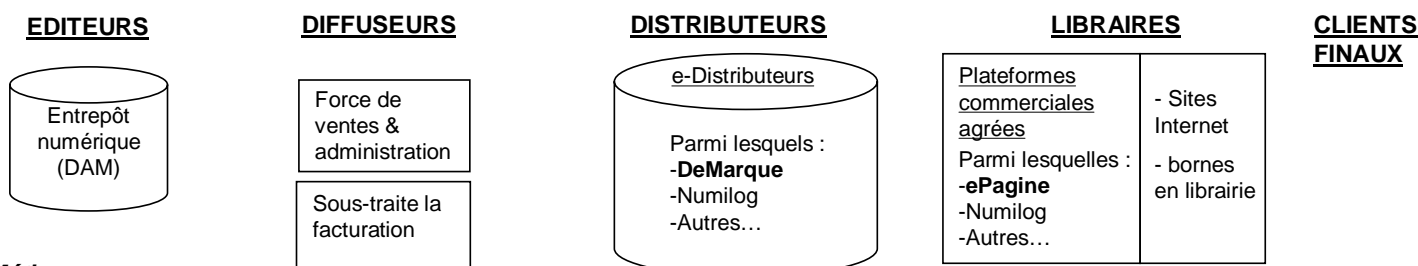 EDITEURS
DIFFUSEURS
DISTRIBUTEURS
LIBRAIRES
CLIENTS
FINAUX
Entrepôt
numérique
(DAM)
Force de
ventes &
administration
Sous-traite la
facturation
e-Distributeurs
Parmi lesquels :
-DeMarque
-Numilog
-Autres…
Plateformes
commerciales
agrées
Parmi lesquelles :
-ePagine
-Numilog
-Autres…
- Sites
Internet
- bornes
en librairie